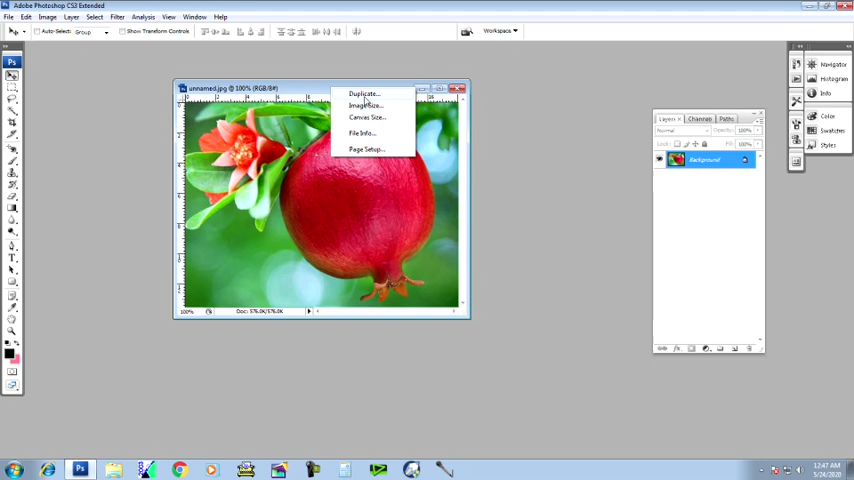 Adobe Photoshop CS3 Extended
File Edit Image Layer Select Filter Analysis View Window Help
Auto-Select: Group Show Transform Controls Workspace
Ps
unnamed.jpg @ 100% (RGB/8#)
Duplicate...
Image Size...
Canvas Size...
File Info...
Page Setup...
100% Doc: 576.0K/576.0K
Layers Channels Paths
Normal Opacity: 100%
Lock: Fill: 100%
Background
Navigator
Histogram
Info
Color
Swatches
Styles
Ps
12:47 AM
5/24/2020